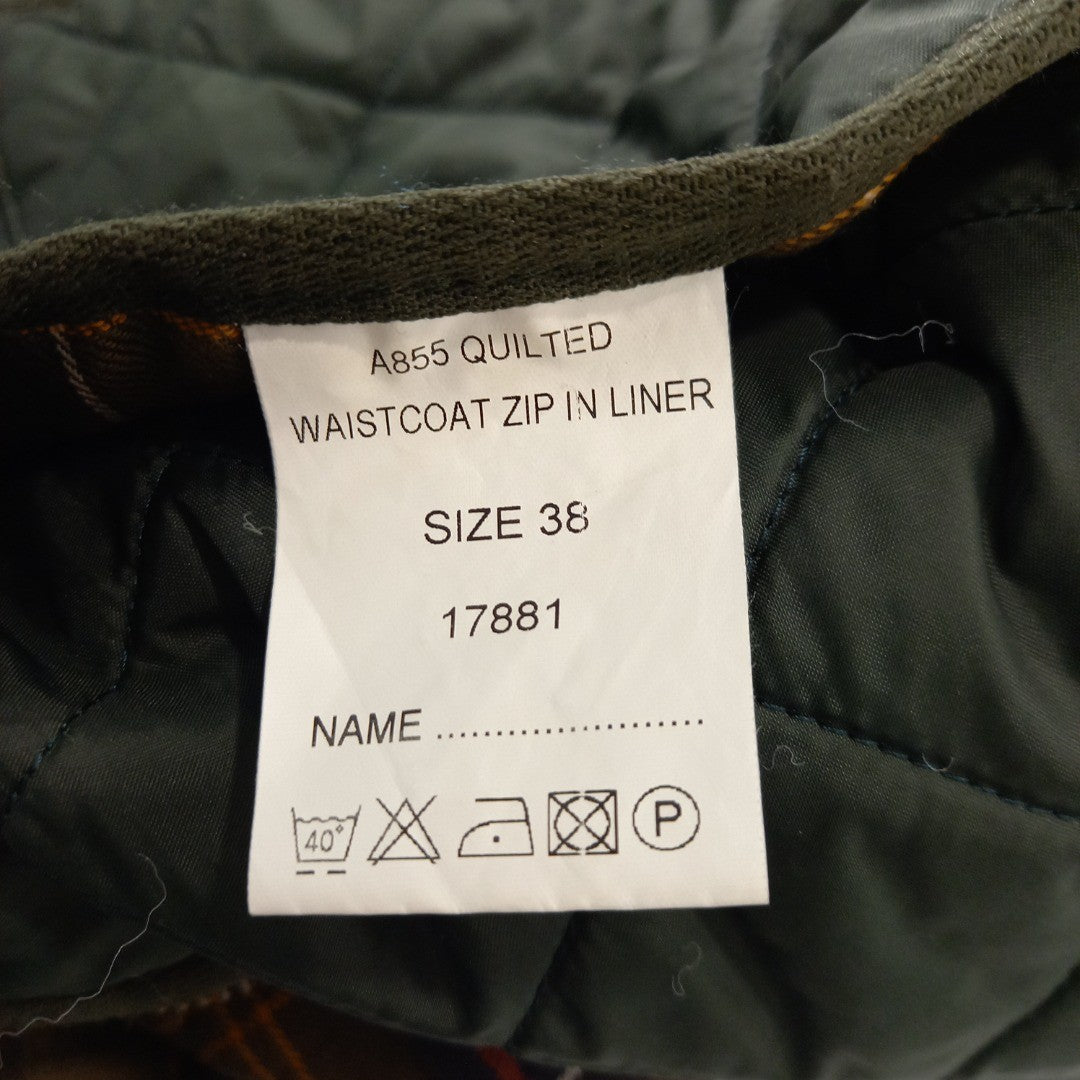 A855 QUILTED
WAISTCOAT ZIP IN LINER
SIZE 38
17881
NAME ......................
40° P